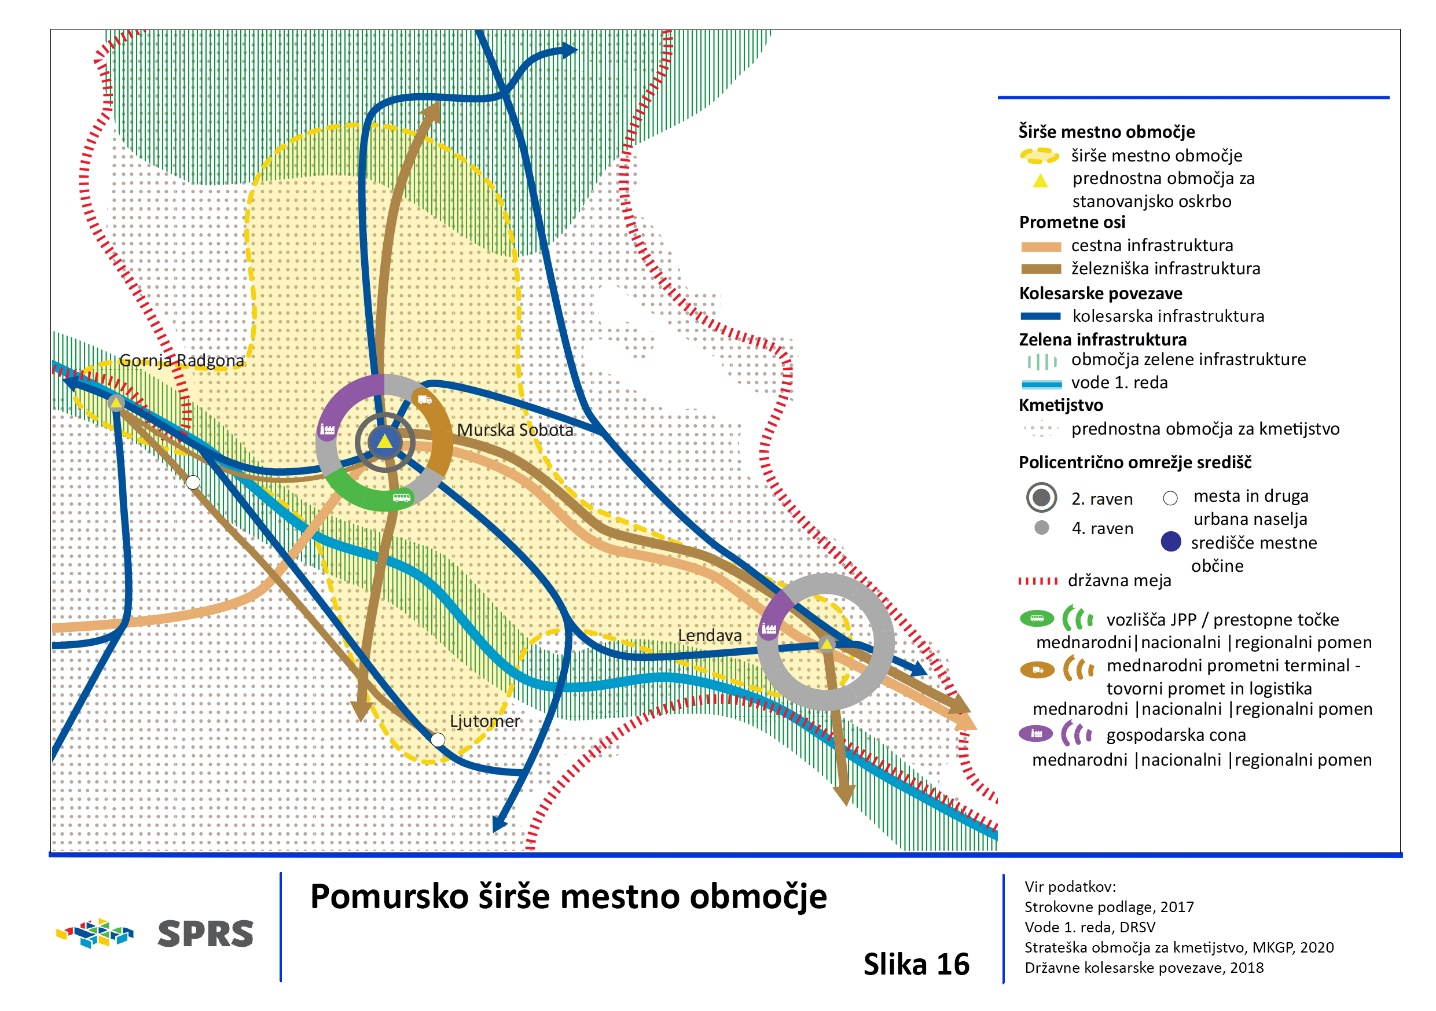 Gornja Radgona
Murska Sobota
Lendava
Ljutomer
Širše mestno območje
širše mestno območje
prednostna območja za
stanovanjsko oskrbo
Prometne osi
cestna infrastruktura
železniška infrastruktura
Kolesarske povezave
kolesarska infrastruktura
Zelena infrastruktura
območja zelene infrastrukture
vode 1. reda
Kmetijstvo
prednostna območja za kmetijstvo
Policentrično omrežje središč
2. raven
4. raven
mesta in druga
urbana naselja
središče mestne
občine
državna meja
vozlišča JPP / prestopne točke
mednarodni|nacionalni |regionalni pomen
mednarodni prometni terminal -
tovorni promet in logistika
mednarodni |nacionalni |regionalni pomen
gospodarska cona
mednarodni |nacionalni |regionalni pomen
SPRS
Pomursko širše mestno območje
Slika 16
Vir podatkov:
Strokovne podlage, 2017
Vode 1. reda, DRSV
Strateška območja za kmetijstvo, MKGP, 2020
Državne kolesarske povezave, 2018